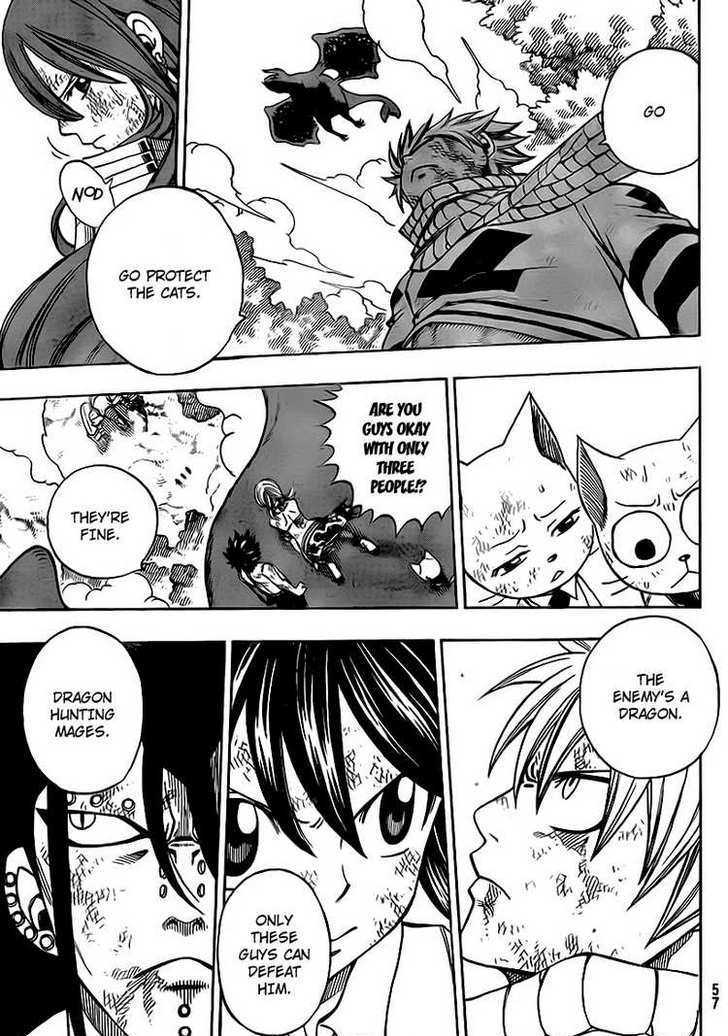 GO
GO PROTECT
THE CATS.
NOD
ARE YOU
GUYS OKAY
WITH ONLY
THREE
PEOPLE!?
THEY'RE
FINE.
THE
ENEMY'S A
DRAGON.
ONLY
THESE
GUYS CAN
DEFEAT
HIM.
DRAGON
HUNTING
MAGES.
57